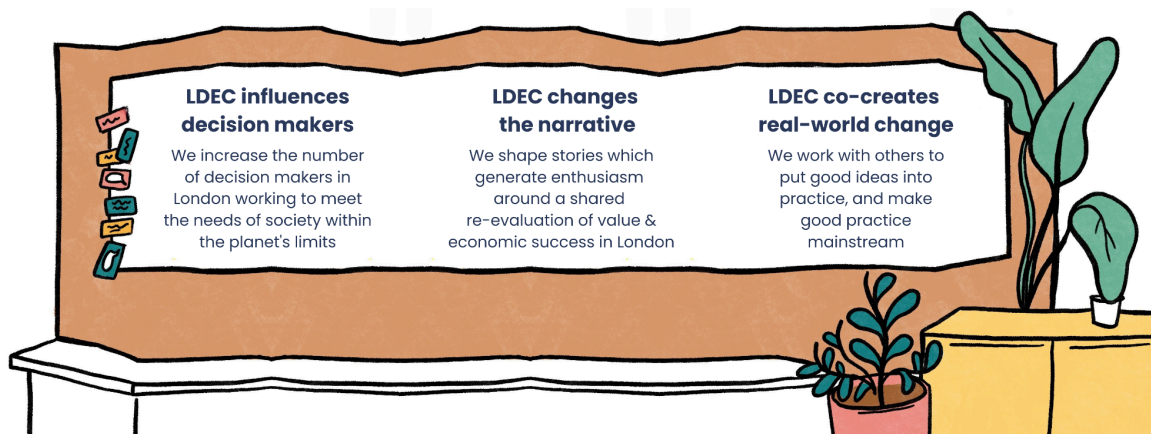 LDEC influences
decision makers
We increase the number
of decision makers in
London working to meet
the needs of society within
the planet's limits
LDEC changes
the narrative
We shape stories which
generate enthusiasm
around a shared
re-evaluation of value &
economic success in London
LDEC co-creates
real-world change
We work with others to
put good ideas into
practice, and make
good practice
mainstream